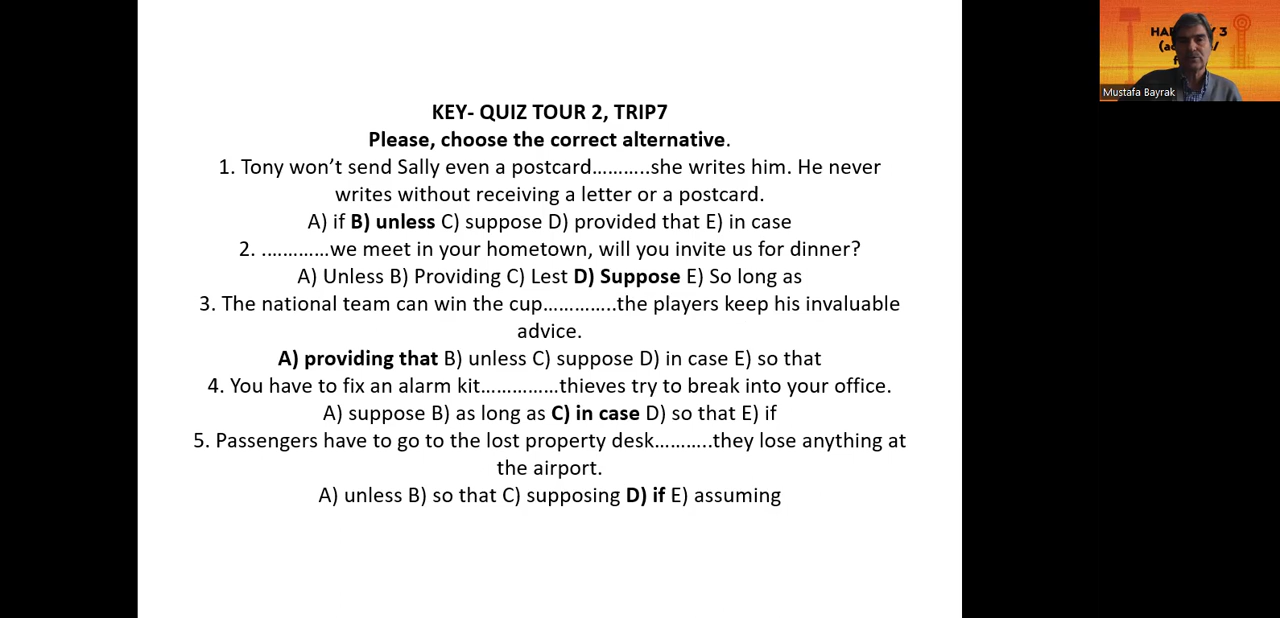 KEY- QUIZ TOUR 2, TRIP7
Please, choose the correct alternative.
1. Tony won’t send Sally even a postcard………..she writes him. He never
writes without receiving a letter or a postcard.
A) if B) unless C) suppose D) provided that E) in case
2. ………….we meet in your hometown, will you invite us for dinner?
A) Unless B) Providing C) Lest D) Suppose E) So long as
3. The national team can win the cup…………..the players keep his invaluable
advice.
A) providing that B) unless C) suppose D) in case E) so that
4. You have to fix an alarm kit……………thieves try to break into your office.
A) suppose B) as long as C) in case D) so that E) if
5. Passengers have to go to the lost property desk………..they lose anything at
the airport.
A) unless B) so that C) supposing D) if E) assuming
Mustafa Bayrak